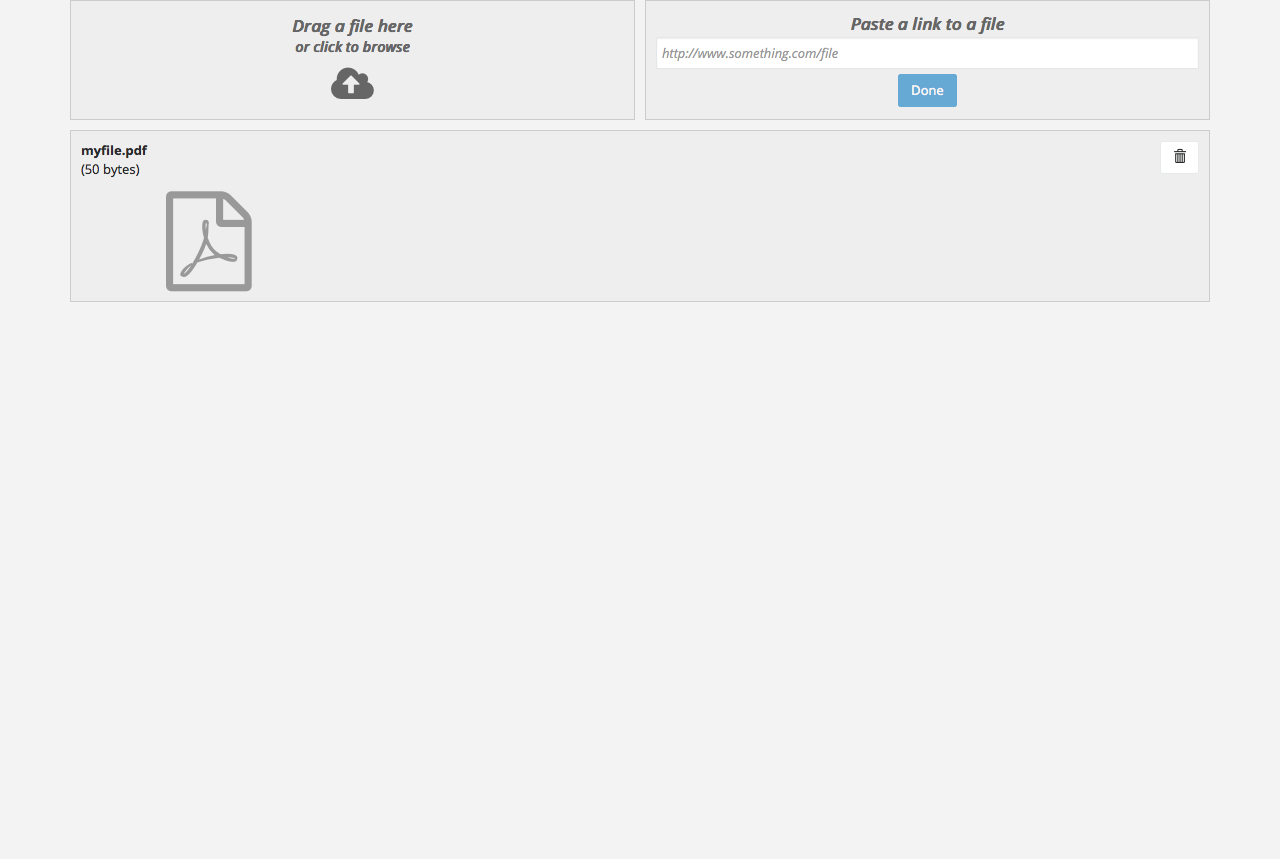 Drag a file here
or click to browse
Paste a link to a file
http://www.something.com/file
Done
myfile.pdf
(50 bytes)